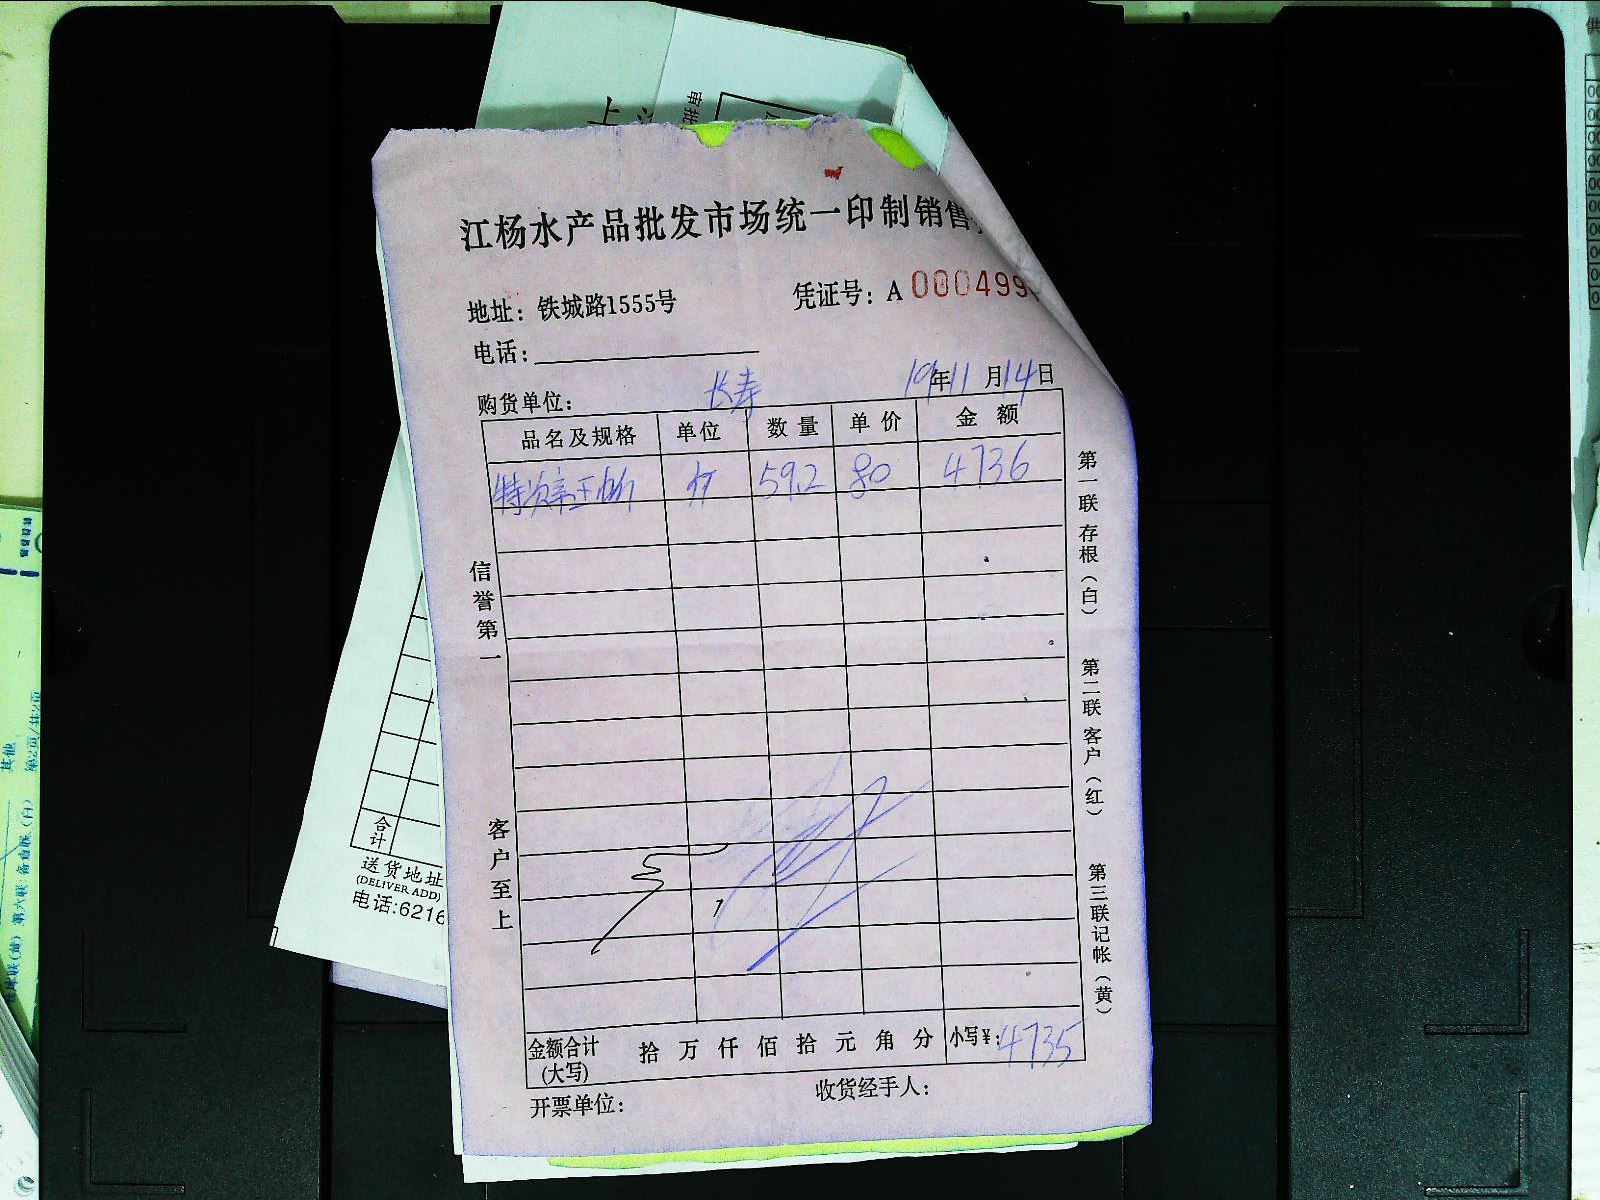 江杨水产品批发市场统一印制销售
地址：铁城路1555号
凭证号：A 000499
电话：
购货单位：长寿
19年11月14日
品名及规格 单位 数量 单价 金额
斤 59.2 80 4736
信誉第一
客户至上
第一联存根（白）
第二联客户（红）
第三联记帐（黄）
金额合计(大写) 拾 万 仟 佰 拾 元 角 分 小写¥: 4735
开票单位：
收货经手人：
合计
送货地址
(DELIVER ADD)
电话:6216